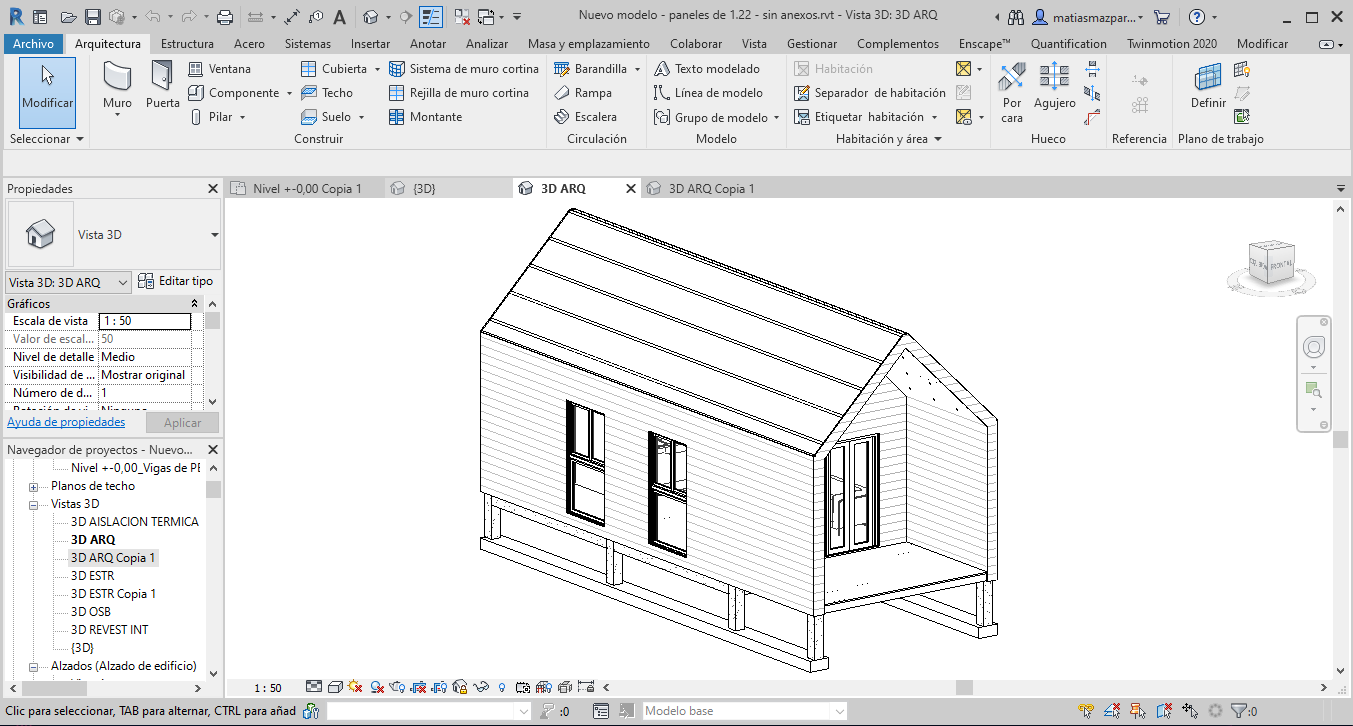 Nuevo modelo - paneles de 1.22 - sin anexos.rvt - Vista 3D: 3D ARQ
matiasmazpar...
Archivo Arquitectura Estructura Acero Sistemas Insertar Anotar Analizar Masa y emplazamiento Colaborar Vista Gestionar Complementos Enscape™ Quantification Twinmotion 2020 Modificar
Modificar
Muro
Puerta
Ventana
Componente
Pilar
Cubierta
Techo
Suelo
Sistema de muro cortina
Rejilla de muro cortina
Montante
Barandilla
Rampa
Escalera
Texto modelado
Línea de modelo
Grupo de modelo
Habitación
Separador de habitación
Etiquetar habitación
Por cara
Agujero
Definir
Seleccionar Construir Circulación Modelo Habitación y área Hueco Referencia Plano de trabajo
Propiedades
Nivel +-0,00 Copia 1 {3D} 3D ARQ 3D ARQ Copia 1
Vista 3D
Vista 3D: 3D ARQ Editar tipo
Gráficos
Escala de vista 1 : 50
Valor de escal... 50
Nivel de detalle Medio
Visibilidad de ... Mostrar original
Número de d... 1
Ayuda de propiedades Aplicar
Navegador de proyectos - Nuevo...
Nivel +-0,00_Vigas de PE
Planos de techo
Vistas 3D
3D AISLACION TERMICA
3D ARQ
3D ARQ Copia 1
3D ESTR
3D ESTR Copia 1
3D OSB
3D REVEST INT
{3D}
Alzados (Alzado de edificio)
FRONTAL
1 : 50
Clic para seleccionar, TAB para alternar, CTRL para añad :0 Modelo base :0